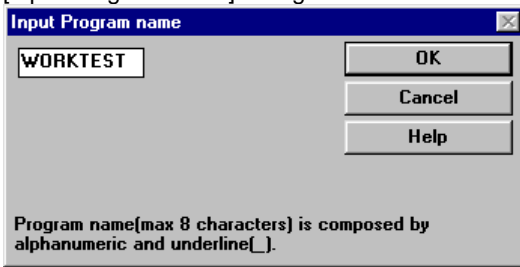 Input Program name
WORKTEST
OK
Cancel
Help
Program name(max 8 characters) is composed by
alphanumeric and underline(_).